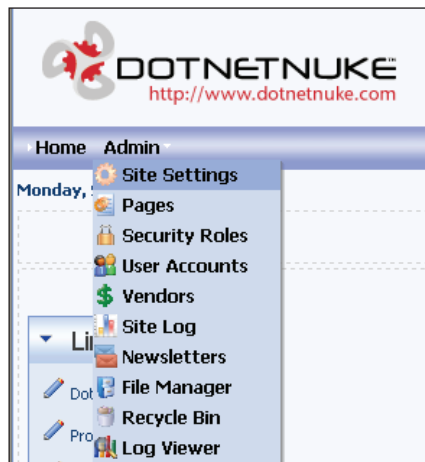 DOTNETNUKE
http://www.dotnetnuke.com
Home Admin
Site Settings
Monday,
Pages
Security Roles
User Accounts
Vendors
Site Log
Newsletters
File Manager
Recycle Bin
Log Viewer